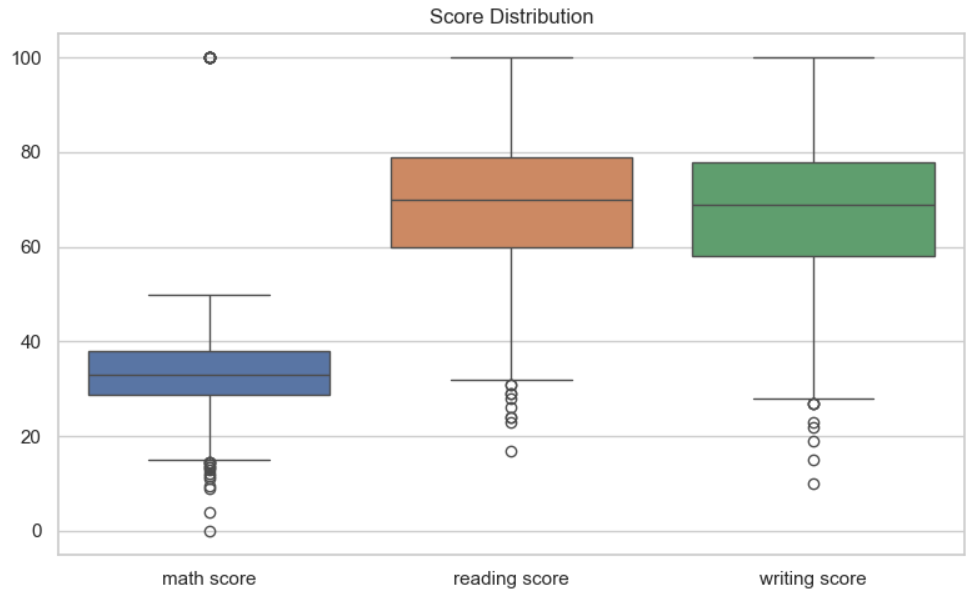 Score Distribution
100
80
60
40
20
0
math score
reading score
writing score